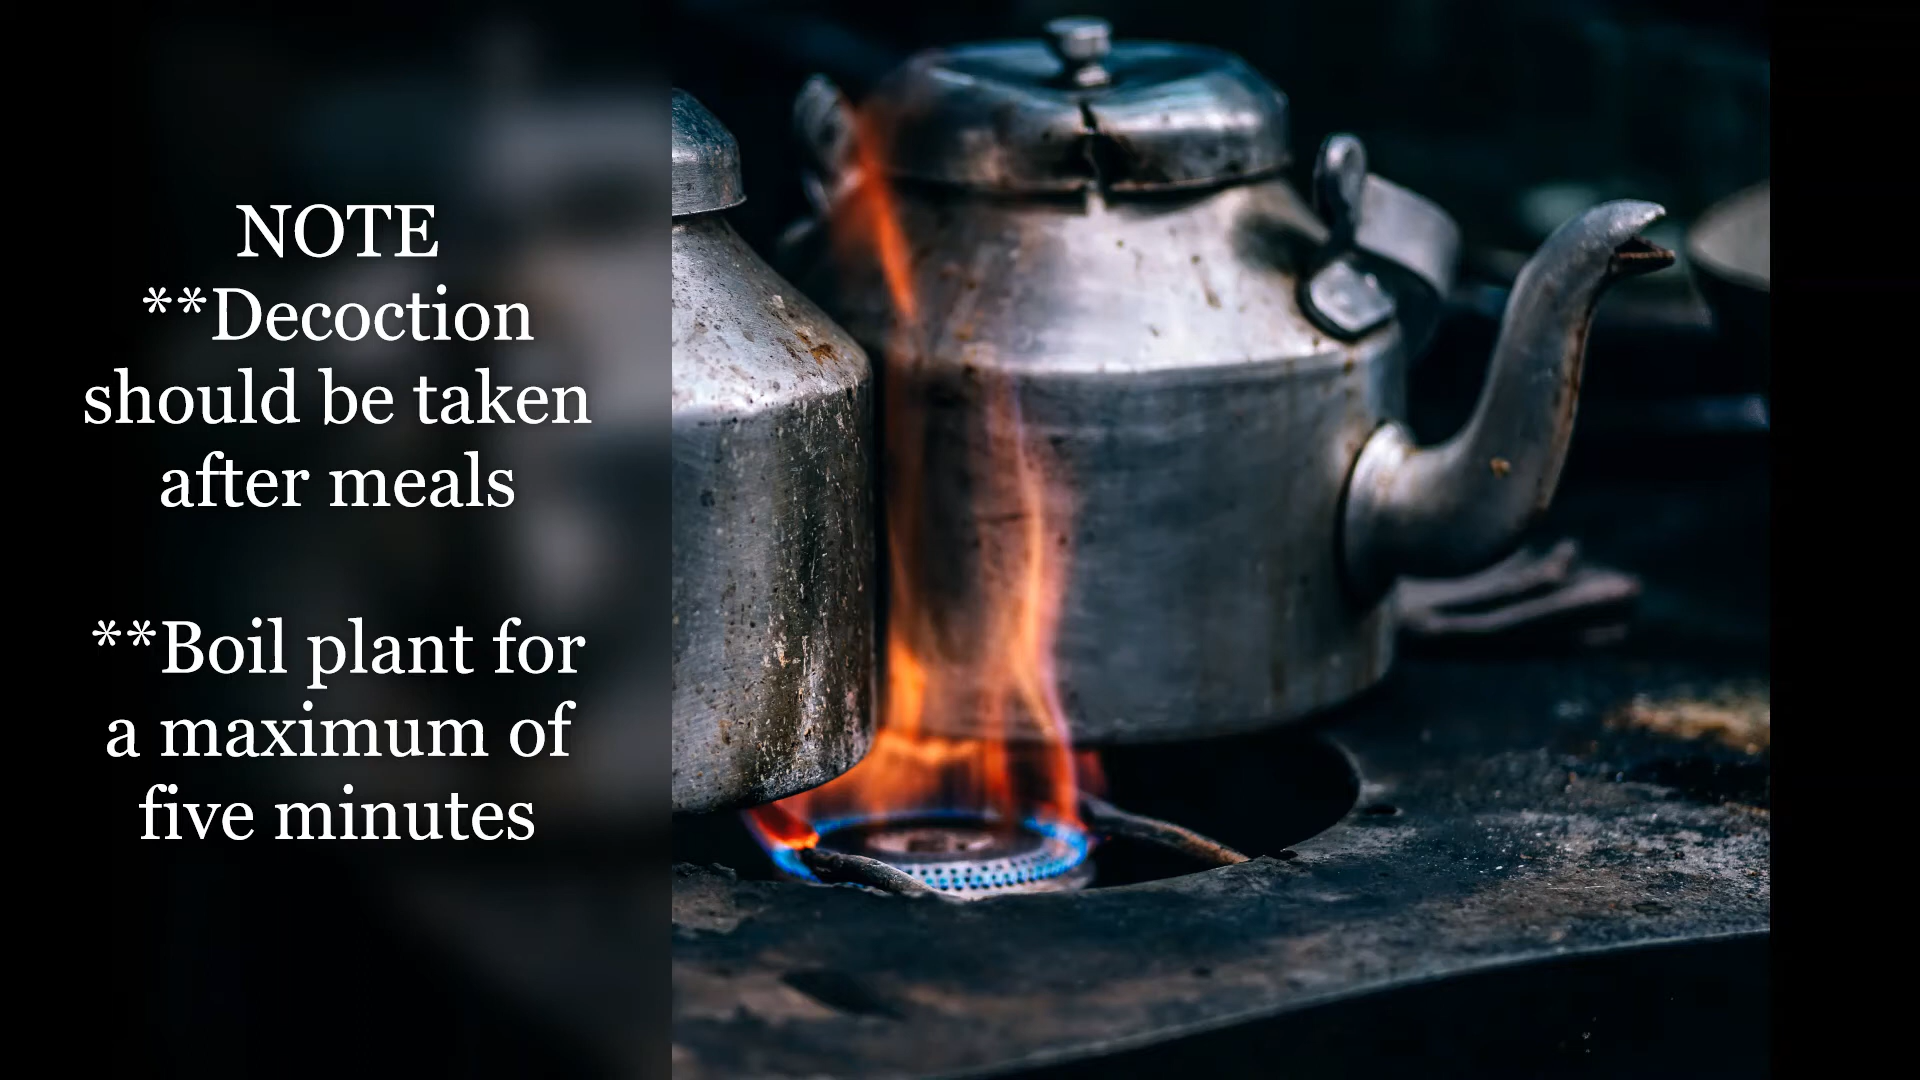 NOTE
**Decoction
should be taken
after meals
**Boil plant for
a maximum of
five minutes